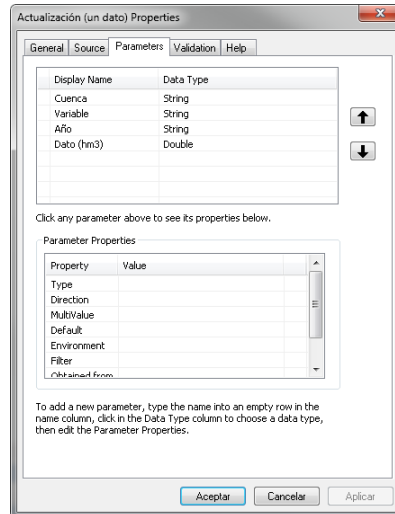 Actualización (un dato) Properties
General Source Parameters Validation Help
Display Name Data Type
Cuenca String
Variable String
Año String
Dato (hm3) Double
Click any parameter above to see its properties below.
Parameter Properties
Property Value
Type
Direction
MultiValue
Default
Environment
Filter
Obtained from
To add a new parameter, type the name into an empty row in the
name column, click in the Data Type column to choose a data type,
then edit the Parameter Properties.
Aceptar Cancelar Aplicar